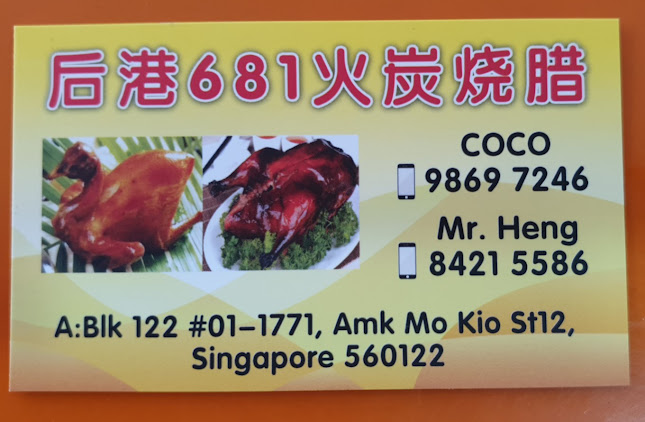 后港681火炭烧腊
COCO
9869 7246
Mr. Heng
8421 5586
A:Blk 122 #01-1771, Amk Mo Kio St12,
Singapore 560122